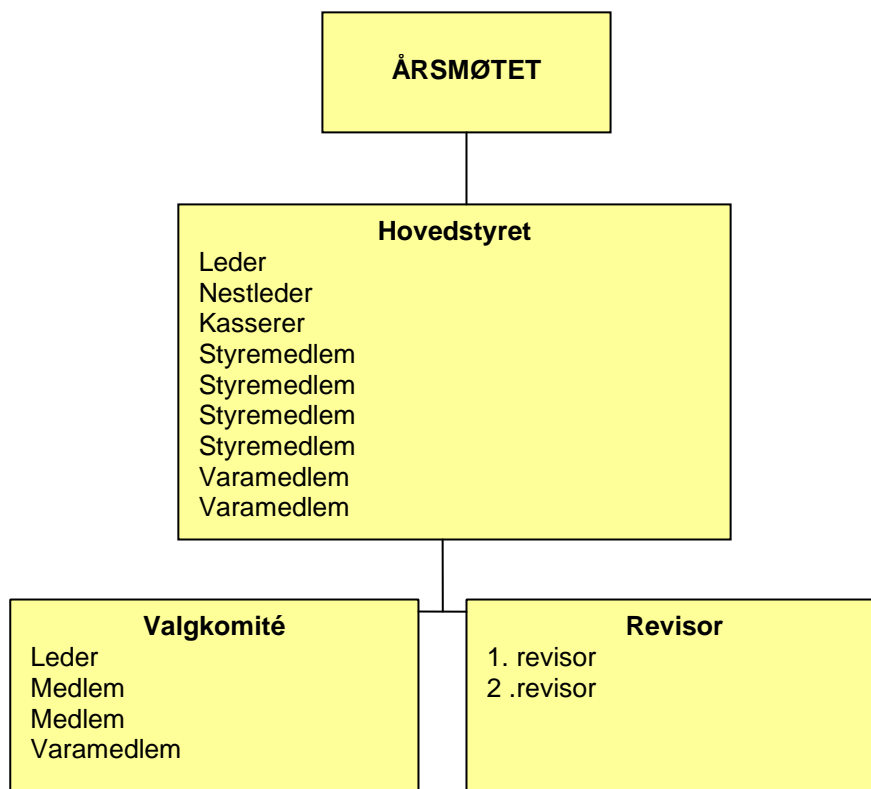 ÅRSMØTET
Hovedstyret
Leder
Nestleder
Kasserer
Styremedlem
Styremedlem
Styremedlem
Styremedlem
Varamedlem
Varamedlem
Valgkomité
Leder
Medlem
Medlem
Varamedlem
Revisor
1. revisor
2 .revisor